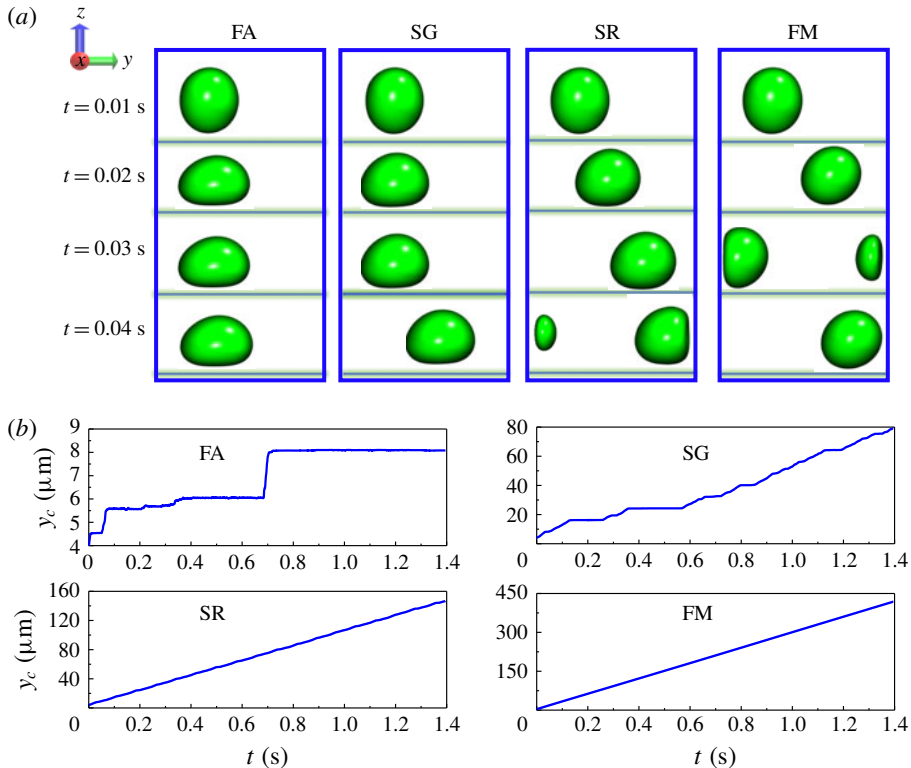 (a)
z
x
y
FA
SG
SR
FM
t = 0.01 s
t = 0.02 s
t = 0.03 s
t = 0.04 s
(b)
9
8
7
6
5
4
y_c (μm)
FA
0
0.2
0.4
0.6
0.8
1.0
1.2
1.4
80
60
40
20
0
SG
0.2
0.4
0.6
0.8
1.0
1.2
1.4
160
120
80
40
y_c (μm)
SR
0
0.2
0.4
0.6
0.8
1.0
1.2
1.4
t (s)
450
300
150
FM
0
0.2
0.4
0.6
0.8
1.0
1.2
1.4
t (s)